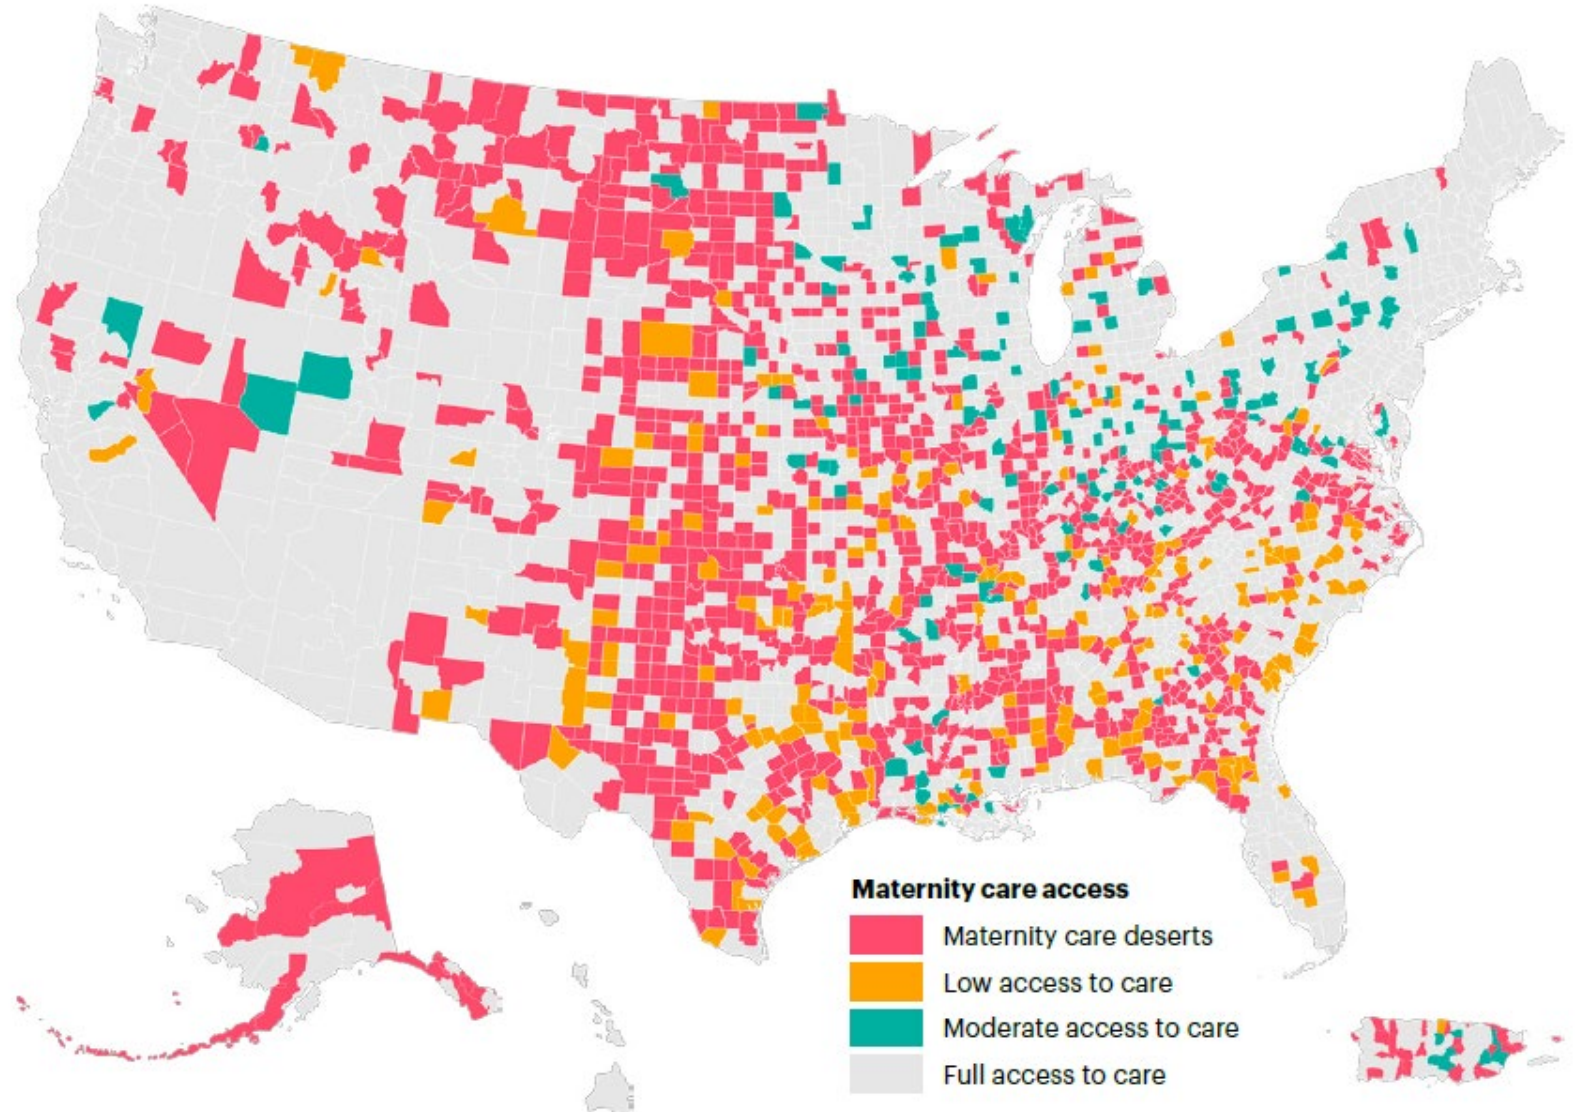 Maternity care access
Maternity care deserts
Low access to care
Moderate access to care
Full access to care